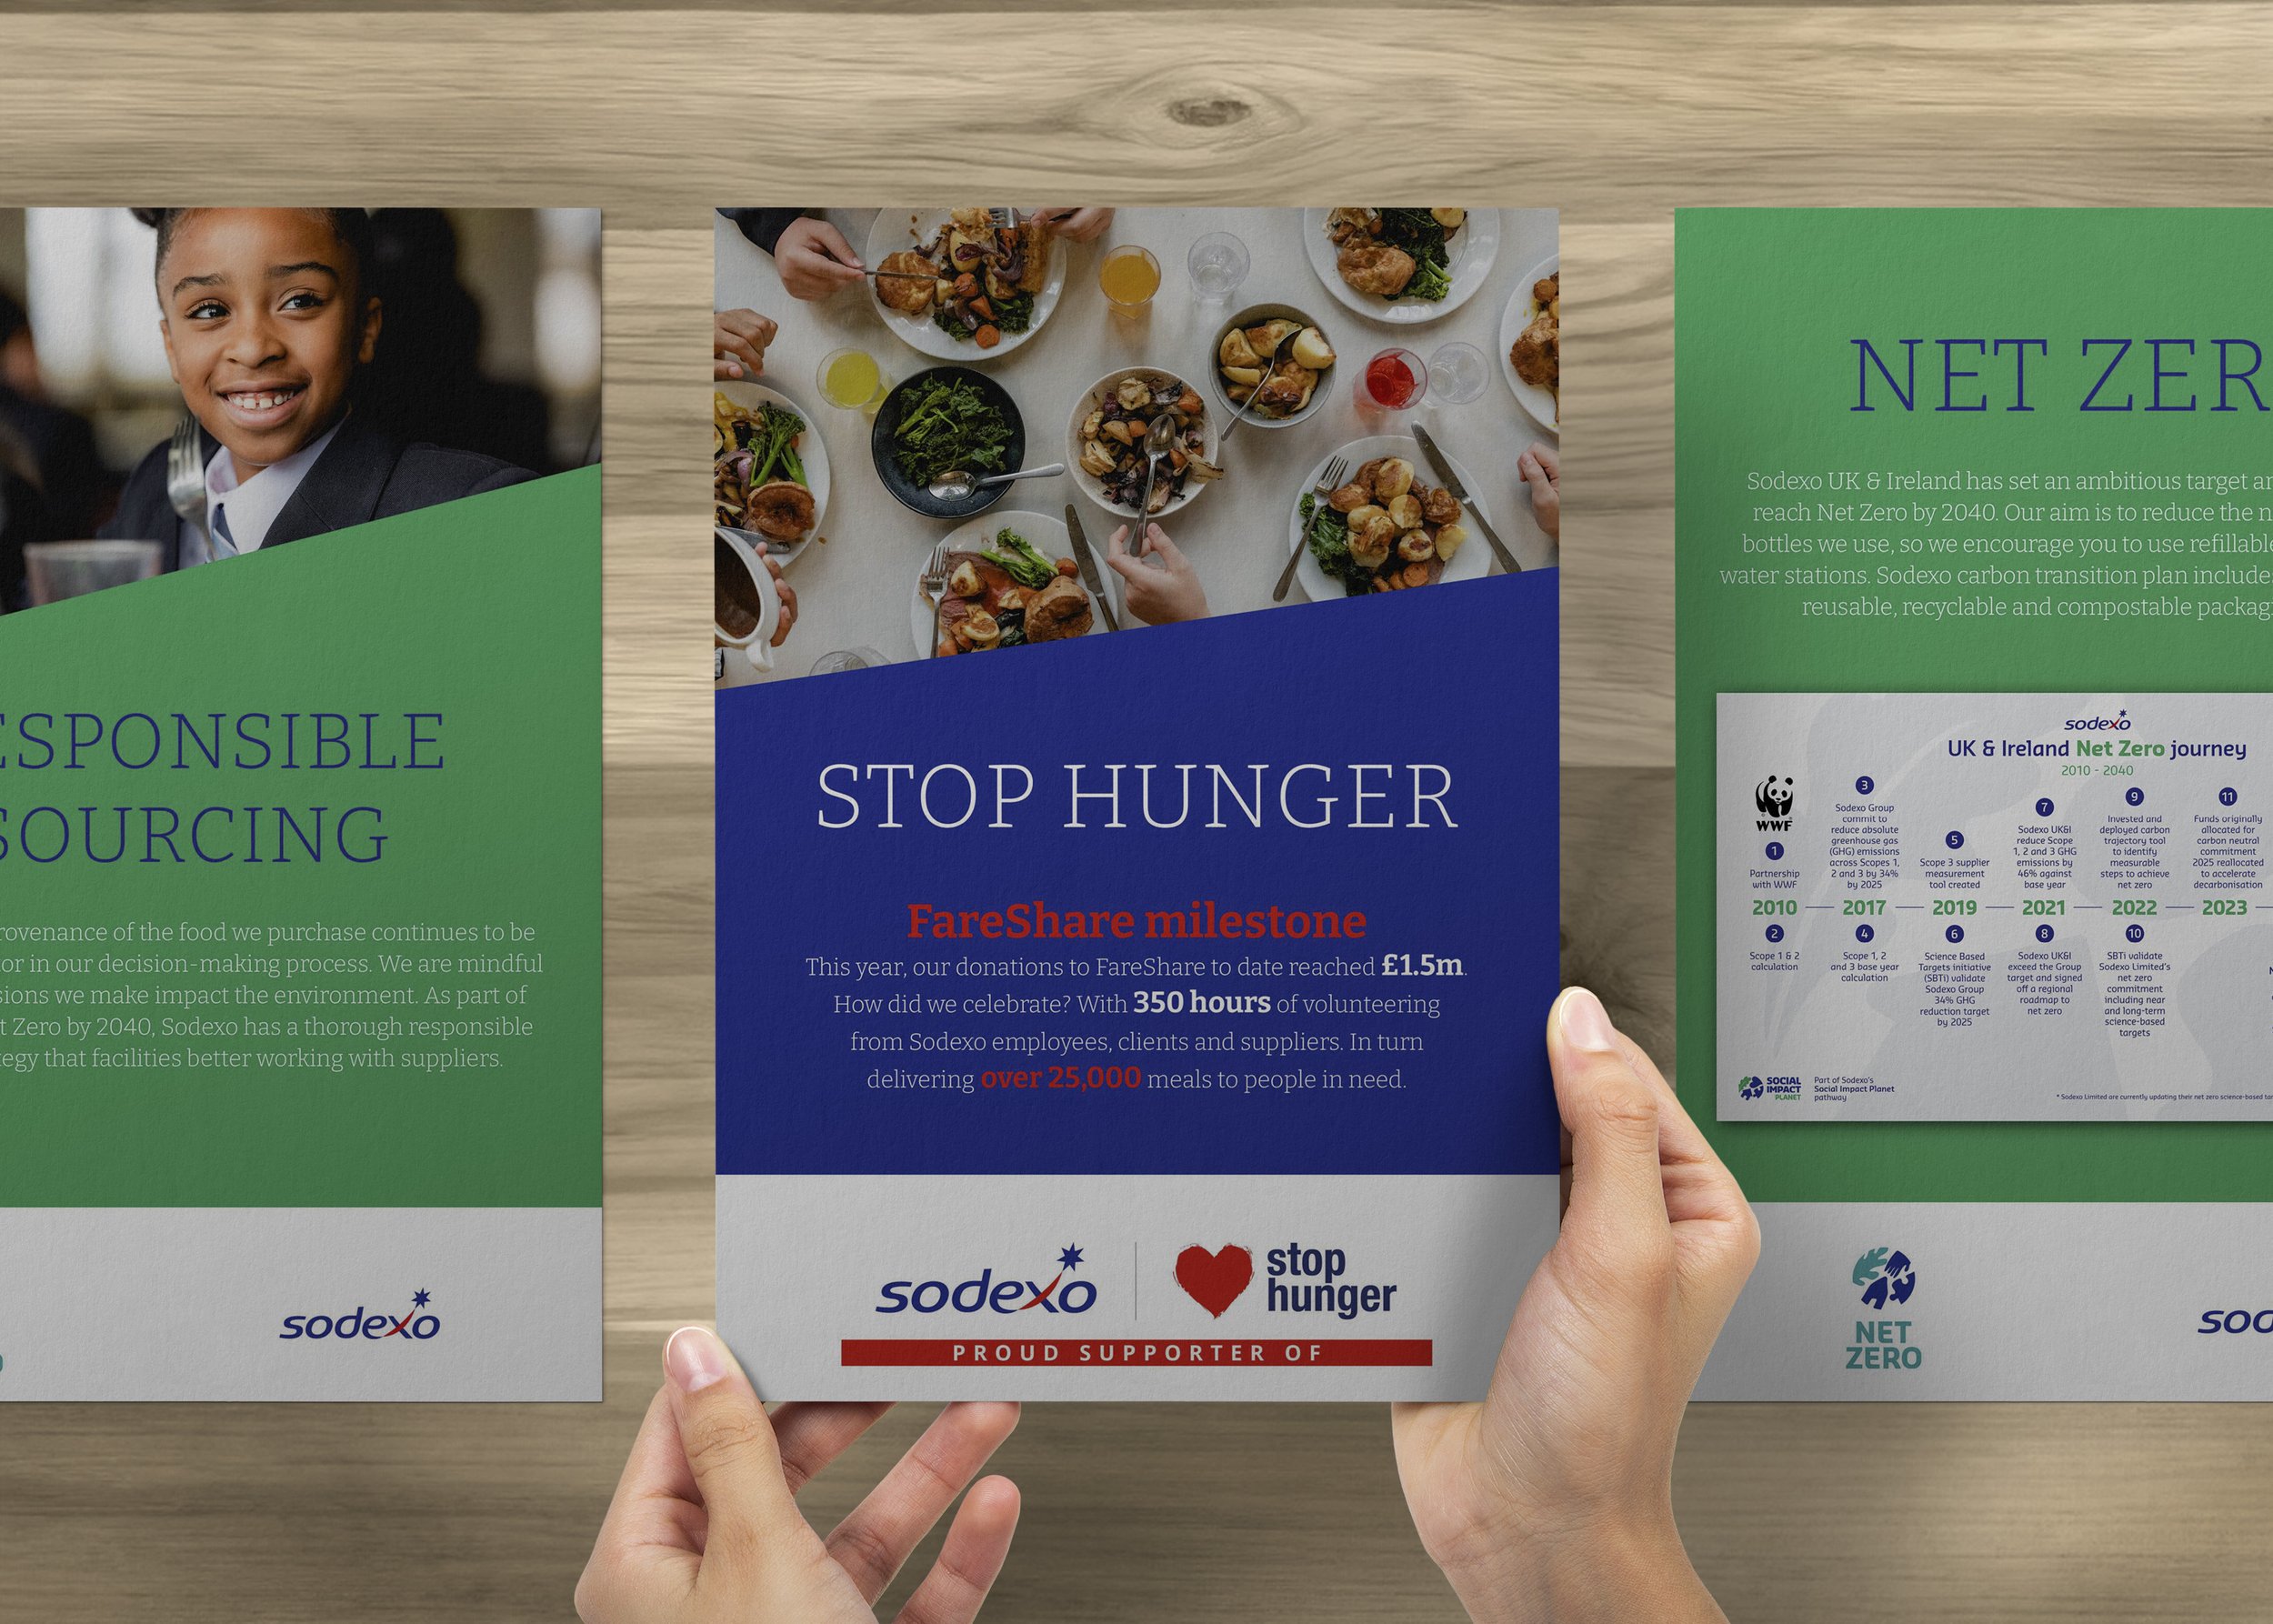 ESPONSIBLE
SOURCING
rovenance of the food we purchase continues to be
or in our decision-making process. We are mindful
sions we make impact the environment. As part of
t Zero by 2040, Sodexo has a thorough responsible
egy that facilities better working with suppliers.
sodexo
STOP HUNGER
FareShare milestone
This year, our donations to FareShare to date reached £1.5m.
How did we celebrate? With 350 hours of volunteering
from Sodexo employees, clients and suppliers. In turn
delivering over 25,000 meals to people in need.
sodexo
stop
hunger
PROUD SUPPORTER OF
NET ZER
Sodexo UK & Ireland has set an ambitious target an
reach Net Zero by 2040. Our aim is to reduce the n
bottles we use, so we encourage you to use refillable
water stations. Sodexo carbon transition plan includes
reusable, recyclable and compostable packag
sodexo
UK & Ireland Net Zero journey
2010 - 2040
WWF
1
Partnership
with WWF
2010
2
Scope 1 & 2
calculation
3
Sodexo Group
commit to
reduce absolute
greenhouse gas
(GHG) emissions
across Scopes 1,
2 and 3 by 34%
by 2025
2017
4
Scope 1, 2
and 3 base year
calculation
5
Scope 3 supplier
measurement
tool created
2019
6
Science Based
Targets initiative
(SBTi) validate
Sodexo Group
34% GHG
reduction target
by 2025
7
Sodexo UK&I
reduce Scope
1, 2 and 3 GHG
emissions by
46% against
base year
2021
8
Sodexo UK&I
exceed the Group
target and signed
off a regional
roadmap to
net zero
9
Invested and
deployed carbon
trajectory tool
to identify
measurable
steps to achieve
net zero
2022
10
SBTi validate
Sodexo Limited's
net zero
commitment
including near
and long-term
science-based
targets
11
Funds originally
allocated for
carbon neutral
commitment
2025 reallocated
to accelerate
decarbonisation
2023
SOCIAL
IMPACT
PLANET
Part of Sodexo's
Social Impact Planet
pathway
* Sodexo Limited are currently updating their net zero science-based tar
NET
ZERO
sod